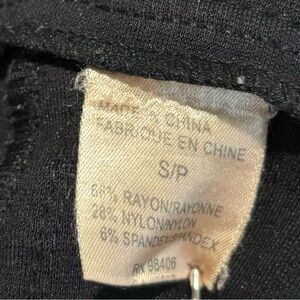 MADE IN CHINA
FABRIQUE EN CHINE
S/P
66% RAYON/RAYONNE
28% NYLON/NYLON
6% SPANDEX/SPANDEX
RN 98406